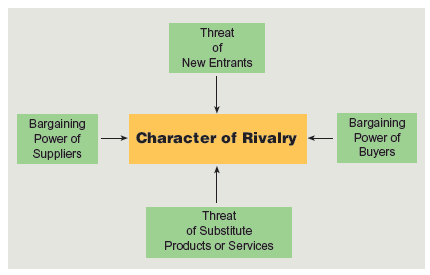 Threat
of
New Entrants
Bargaining
Power of
Suppliers
Character of Rivalry
Bargaining
Power of
Buyers
Threat
of Substitute
Products or Services